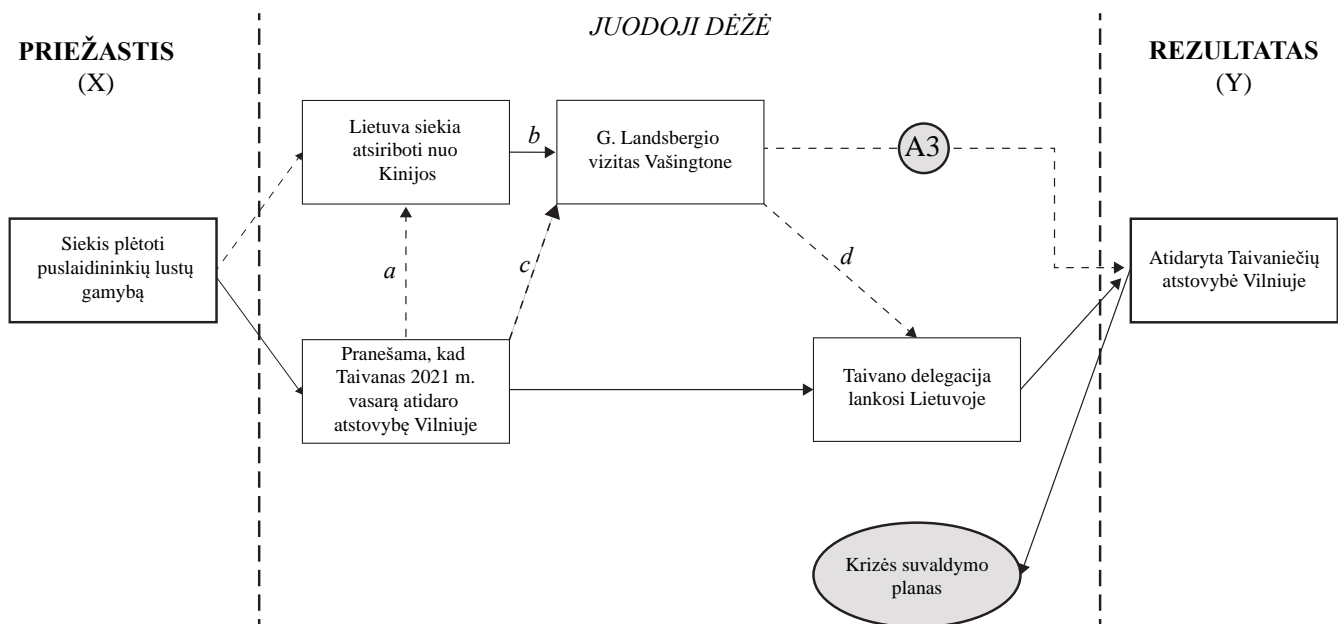 JUODOJI DĖŽĖ
PRIEŽASTIS
(X)
REZULTATAS
(Y)
Lietuva siekia
atsiriboti nuo
Kinijos
b
G. Landsbergio
vizitas Vašingtone
A3
Siekis plėtoti
puslaidininkių lustų
gamybą
a
c
d
Atidaryta Taivaniečių
atstovybė Vilniuje
Pranešama, kad
Taivanas 2021 m.
vasarą atidaro
atstovybę Vilniuje
Taivano delegacija
lankosi Lietuvoje
Krizės suvaldymo
planas